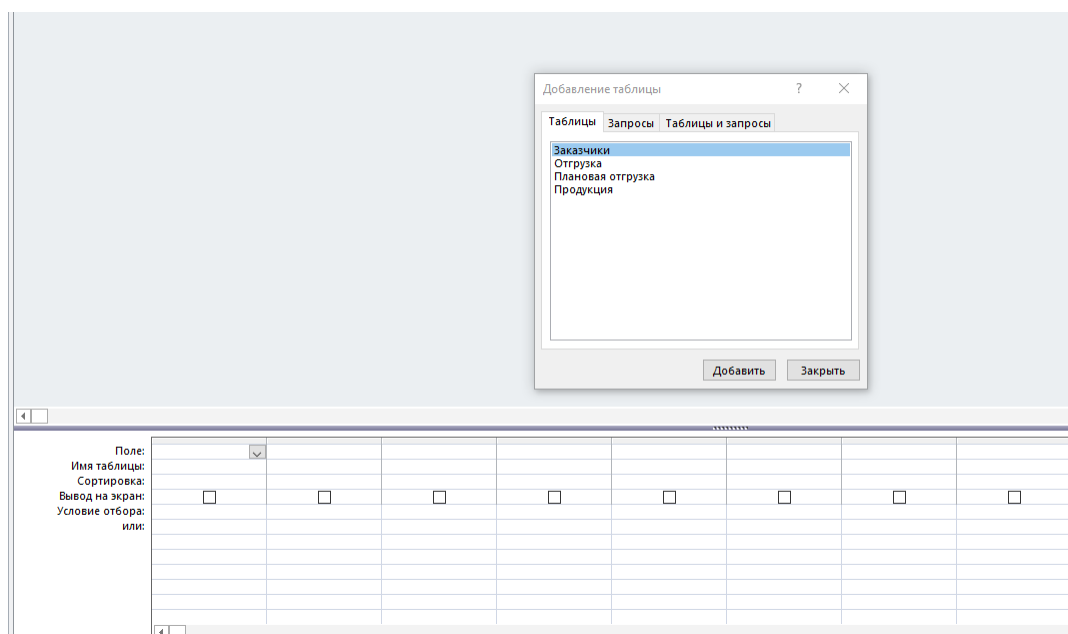 Добавление таблицы ?
Таблицы Запросы Таблицы и запросы
Заказчики
Отгрузка
Плановая отгрузка
Продукция
Добавить Закрыть
Поле:
Имя таблицы:
Сортировка:
Вывод на экран:
Условие отбора:
или: